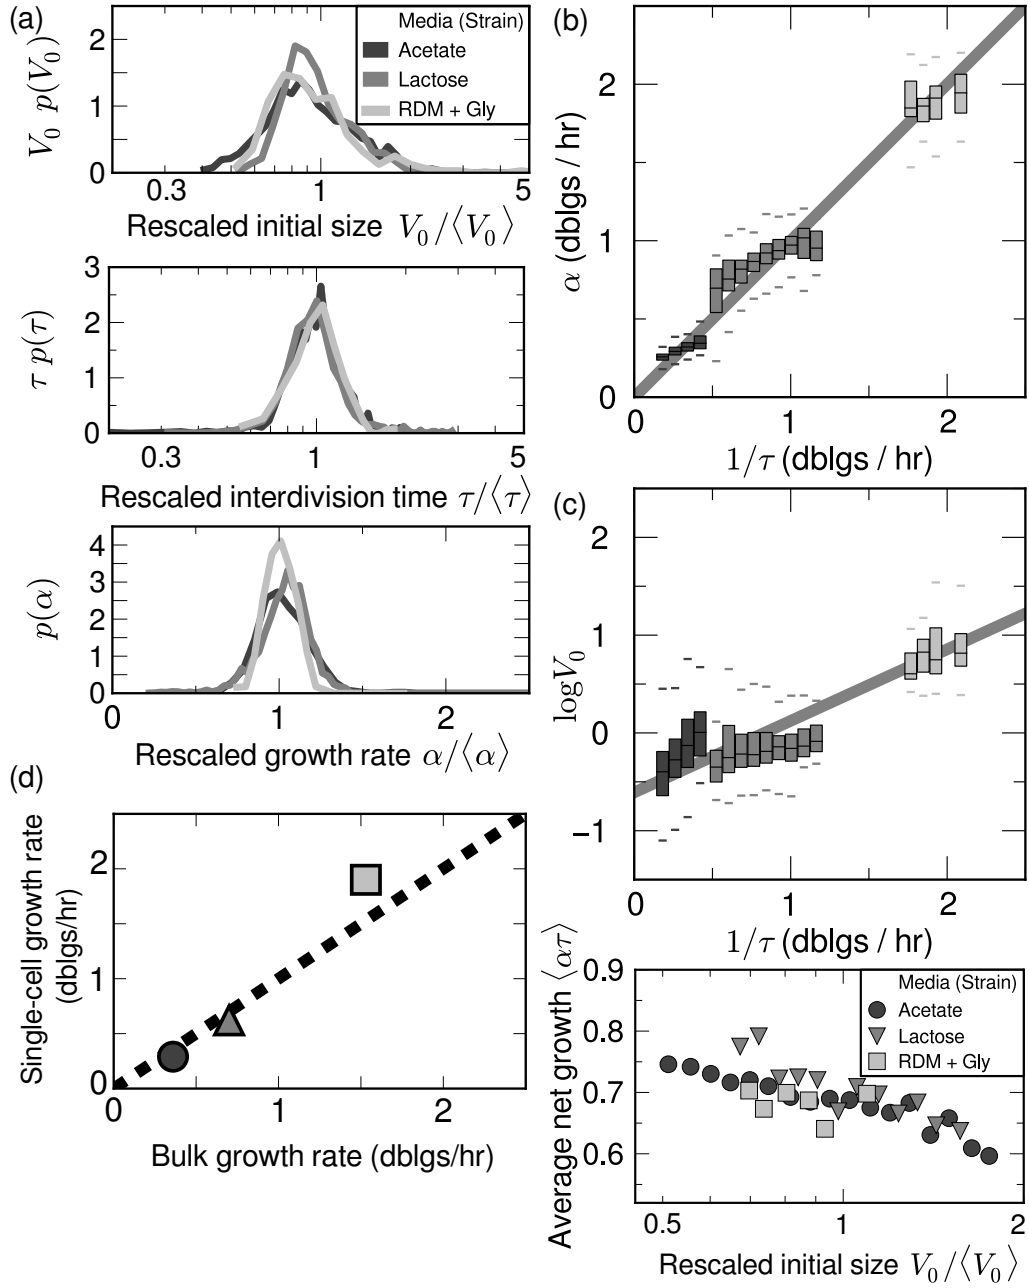 (a)
Media (Strain)
Acetate
Lactose
RDM + Gly
V0 p(V0)
2
1
0
0.3
1
5
Rescaled initial size V0/⟨V0⟩
3
2
1
0
τ p(τ)
0.3
1
5
Rescaled interdivision time τ/⟨τ⟩
4
3
2
1
0
p(α)
0
1
2
Rescaled growth rate α/⟨α⟩
(b)
2
1
0
α (dblgs / hr)
0
1
2
1/τ (dblgs / hr)
(c)
2
1
0
−1
logV0
0
1
2
1/τ (dblgs / hr)
(d)
2
1
0
Single-cell growth rate
(dblgs/hr)
0
1
2
Bulk growth rate (dblgs/hr)
Average net growth ⟨ατ⟩
0.9
0.8
0.7
0.6
Media (Strain)
Acetate
Lactose
RDM + Gly
0.5
1
2
Rescaled initial size V0/⟨V0⟩